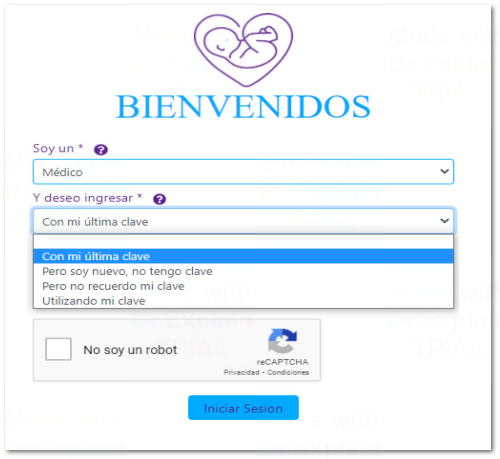 BIENVENIDOS
Soy un * ?
Médico
Y deseo ingresar * ?
Con mi última clave
Con mi última clave
Pero soy nuevo, no tengo clave
Pero no recuerdo mi clave
Utilizando mi clave
No soy un robot
reCAPTCHA
Privacidad - Condiciones
Iniciar Sesion